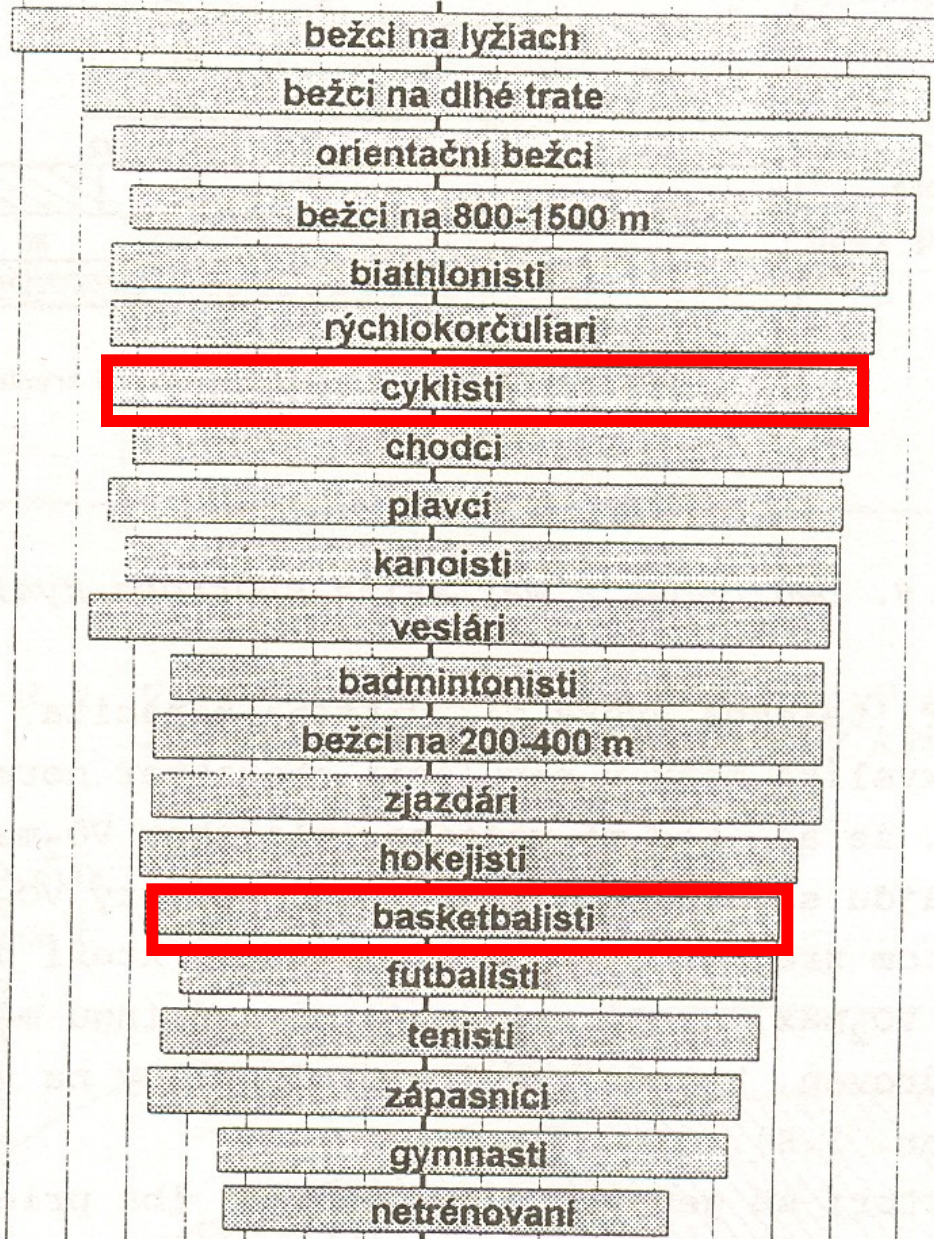 bežci na lyžiach
bežci na dlhé trate
orientační bežci
bežci na 800-1500 m
biathlonisti
rýchlokorčuliari
cyklisti
chodci
plavci
kanoisti
veslári
badmintonisti
bežci na 200-400 m
zjazdári
hokejisti
basketbalisti
futbalisti
tenisti
zápasníci
gymnasti
netrénovaní